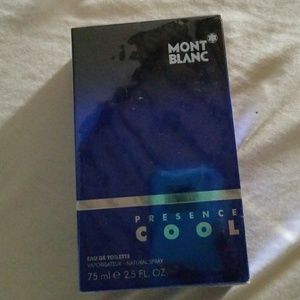 MONT
BLANC
PRESENCE
COOL
EAU DE TOILETTE
VAPORISATEUR - NATURAL SPRAY
75 ml ℮ 2.5 FL. OZ.